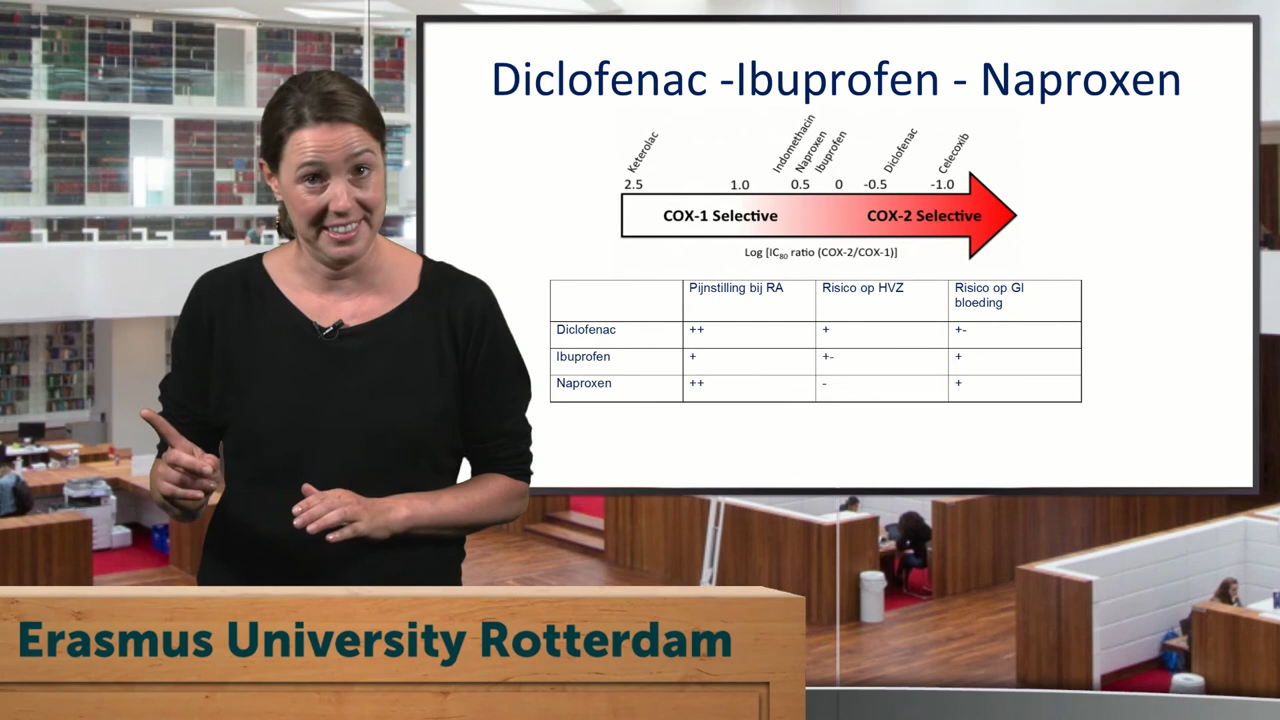 Diclofenac -Ibuprofen - Naproxen
Keterolac
Indomethacin
Naproxen
Ibuprofen
Diclofenac
Celecoxib
2.5 1.0 0.5 0 -0.5 -1.0
COX-1 Selective COX-2 Selective
Log [IC80 ratio (COX-2/COX-1)]
Pijnstilling bij RA Risico op HVZ Risico op GI
bloeding
Diclofenac ++ + +-
Ibuprofen + +- +
Naproxen ++ - +
Erasmus University Rotterdam